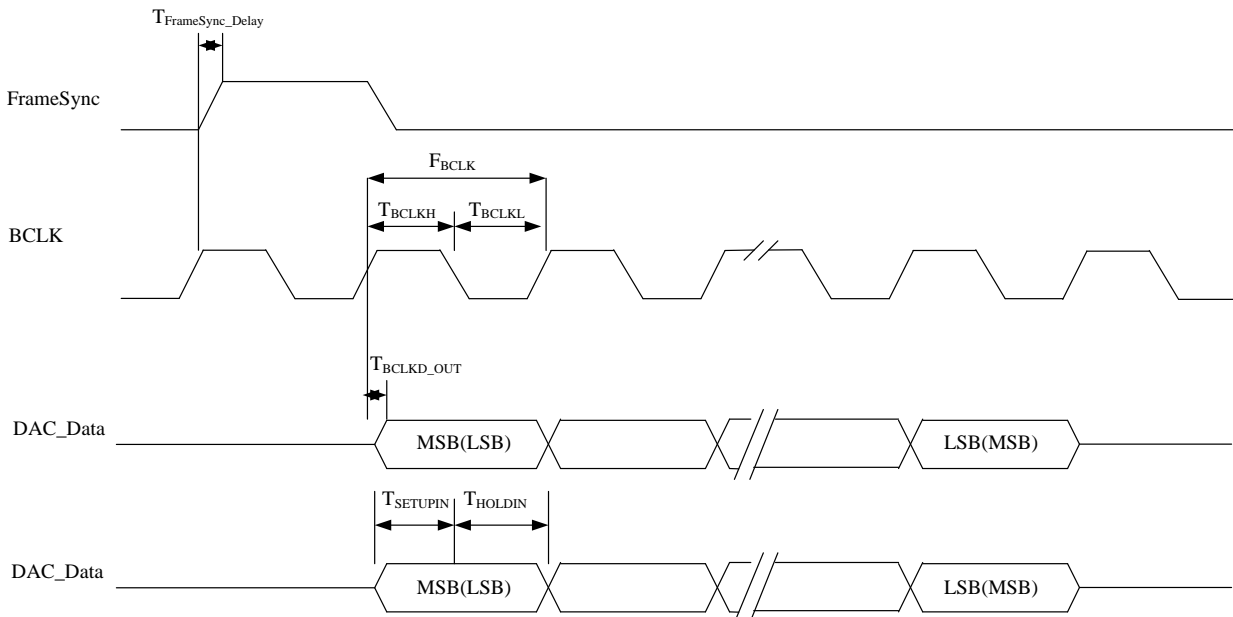 TFrameSync_Delay
FrameSync
FBCLK
TBCLKH TBCLKL
BCLK
TBCLKD_OUT
DAC_Data MSB(LSB) LSB(MSB)
TSETUPIN THOLDIN
DAC_Data MSB(LSB) LSB(MSB)